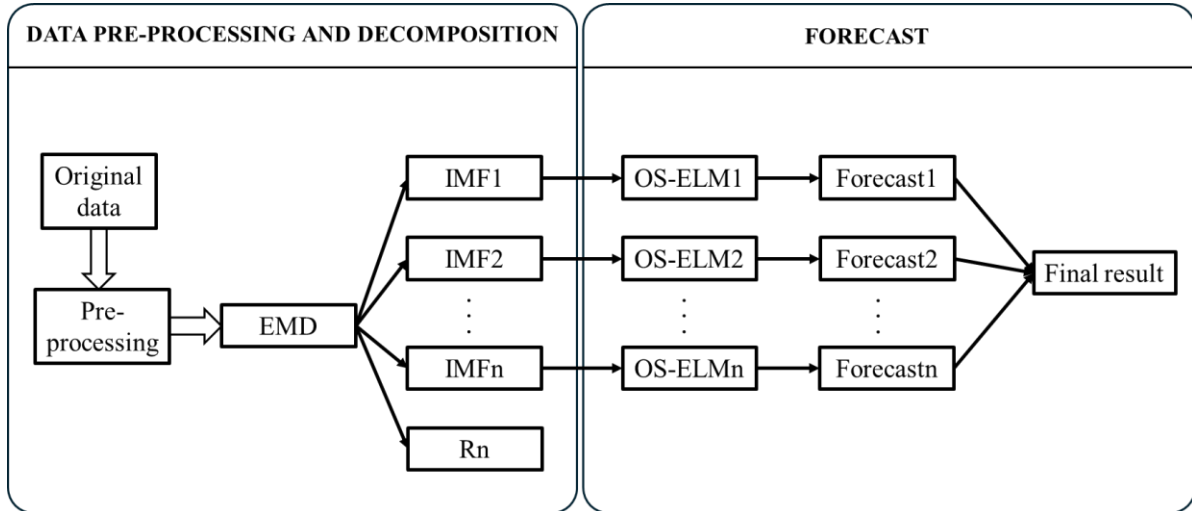 DATA PRE-PROCESSING AND DECOMPOSITION
FORECAST
Original
data
Pre-
processing
EMD
IMF1
OS-ELM1
Forecast1
IMF2
OS-ELM2
Forecast2
IMFn
OS-ELMn
Forecastn
Rn
Final result